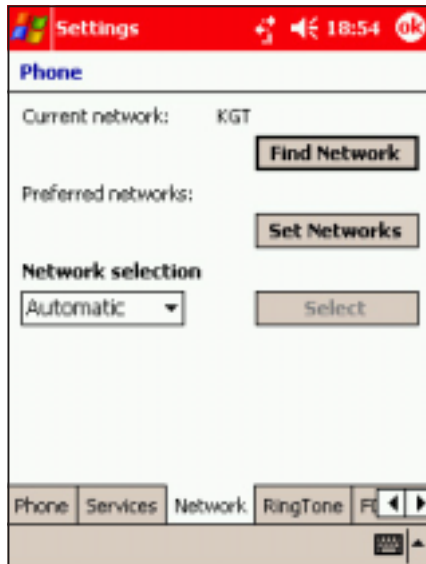 Settings 18:54 ok
Phone
Current network: KGT
Find Network
Preferred networks:
Set Networks
Network selection
Automatic Select
Phone Services Network RingTone